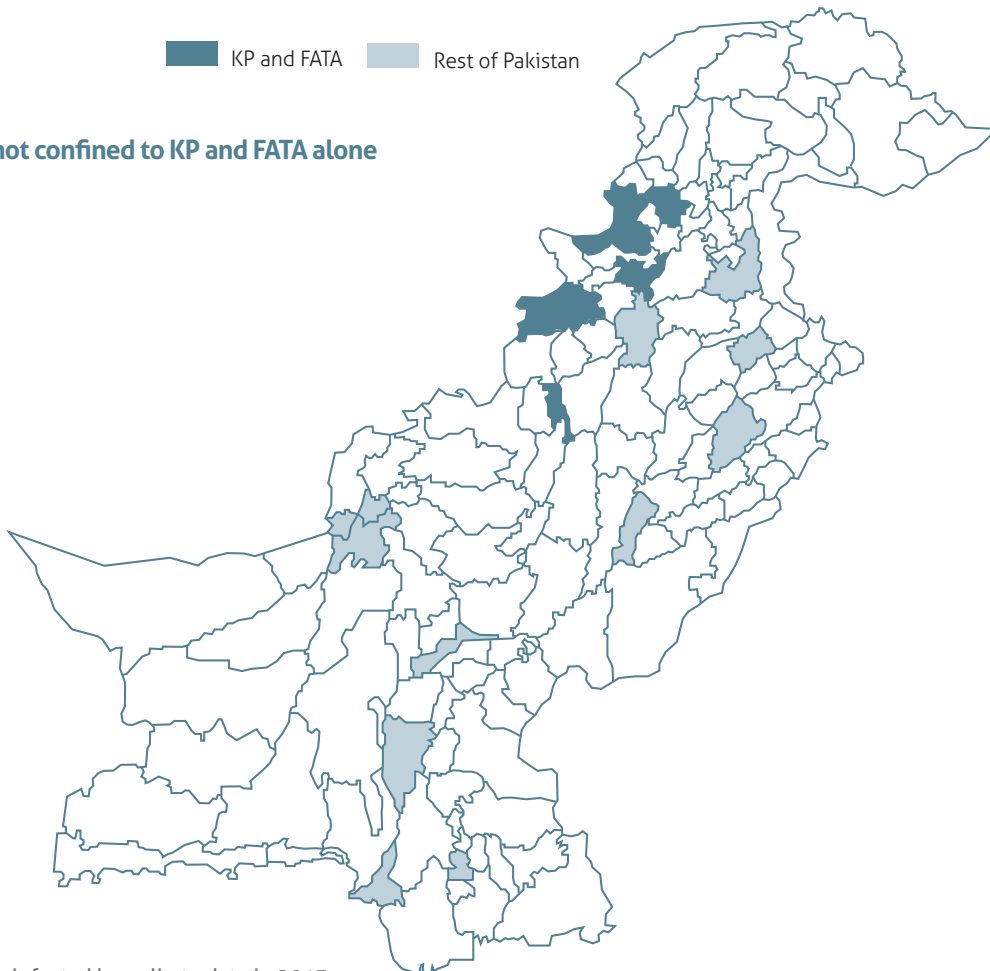 KP and FATA
Rest of Pakistan
not confined to KP and FATA alone